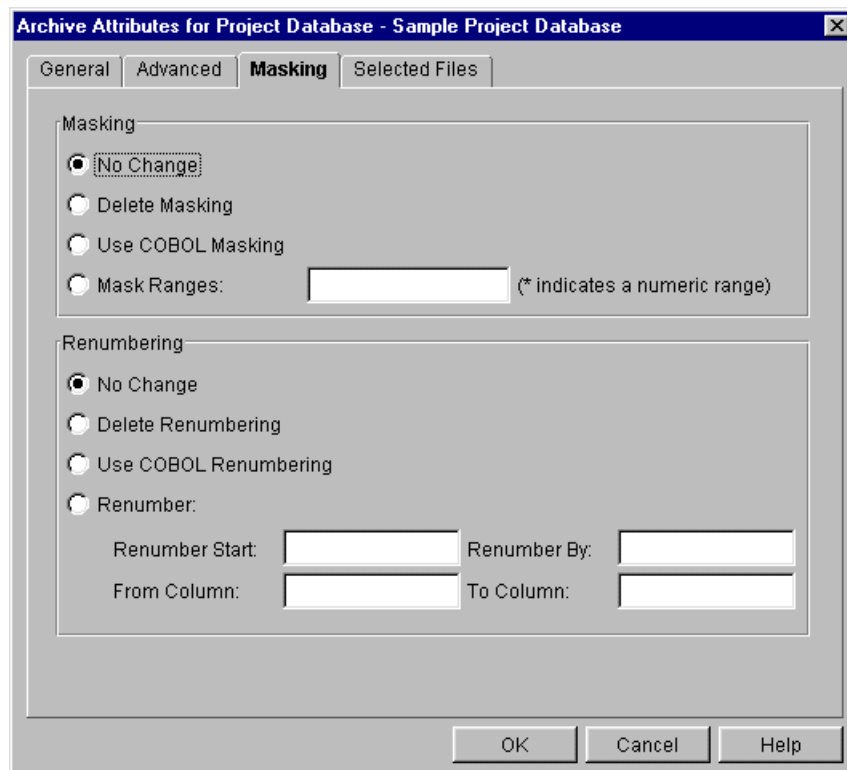 Archive Attributes for Project Database - Sample Project Database
General Advanced Masking Selected Files
Masking
No Change
Delete Masking
Use COBOL Masking
Mask Ranges: (* indicates a numeric range)
Renumbering
No Change
Delete Renumbering
Use COBOL Renumbering
Renumber:
Renumber Start: Renumber By:
From Column: To Column:
OK Cancel Help